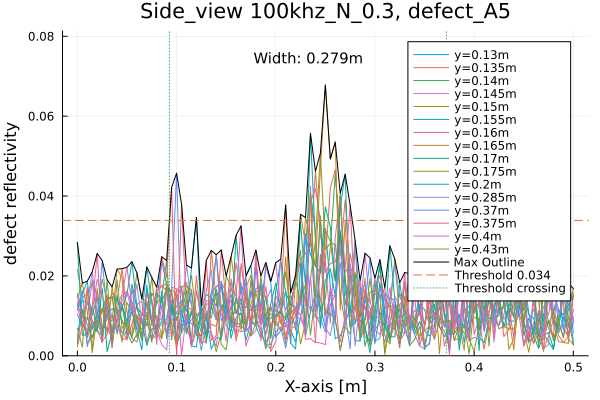 Side_view 100khz_N_0.3, defect_A5
Width: 0.279m
defect reflectivity
0.08
0.06
0.04
0.02
0.00
y=0.13m
y=0.135m
y=0.14m
y=0.145m
y=0.15m
y=0.155m
y=0.16m
y=0.165m
y=0.17m
y=0.175m
y=0.2m
y=0.285m
y=0.37m
y=0.375m
y=0.4m
y=0.43m
Max Outline
Threshold 0.034
Threshold crossing
0.0 0.1 0.2 0.3 0.4 0.5
X-axis [m]